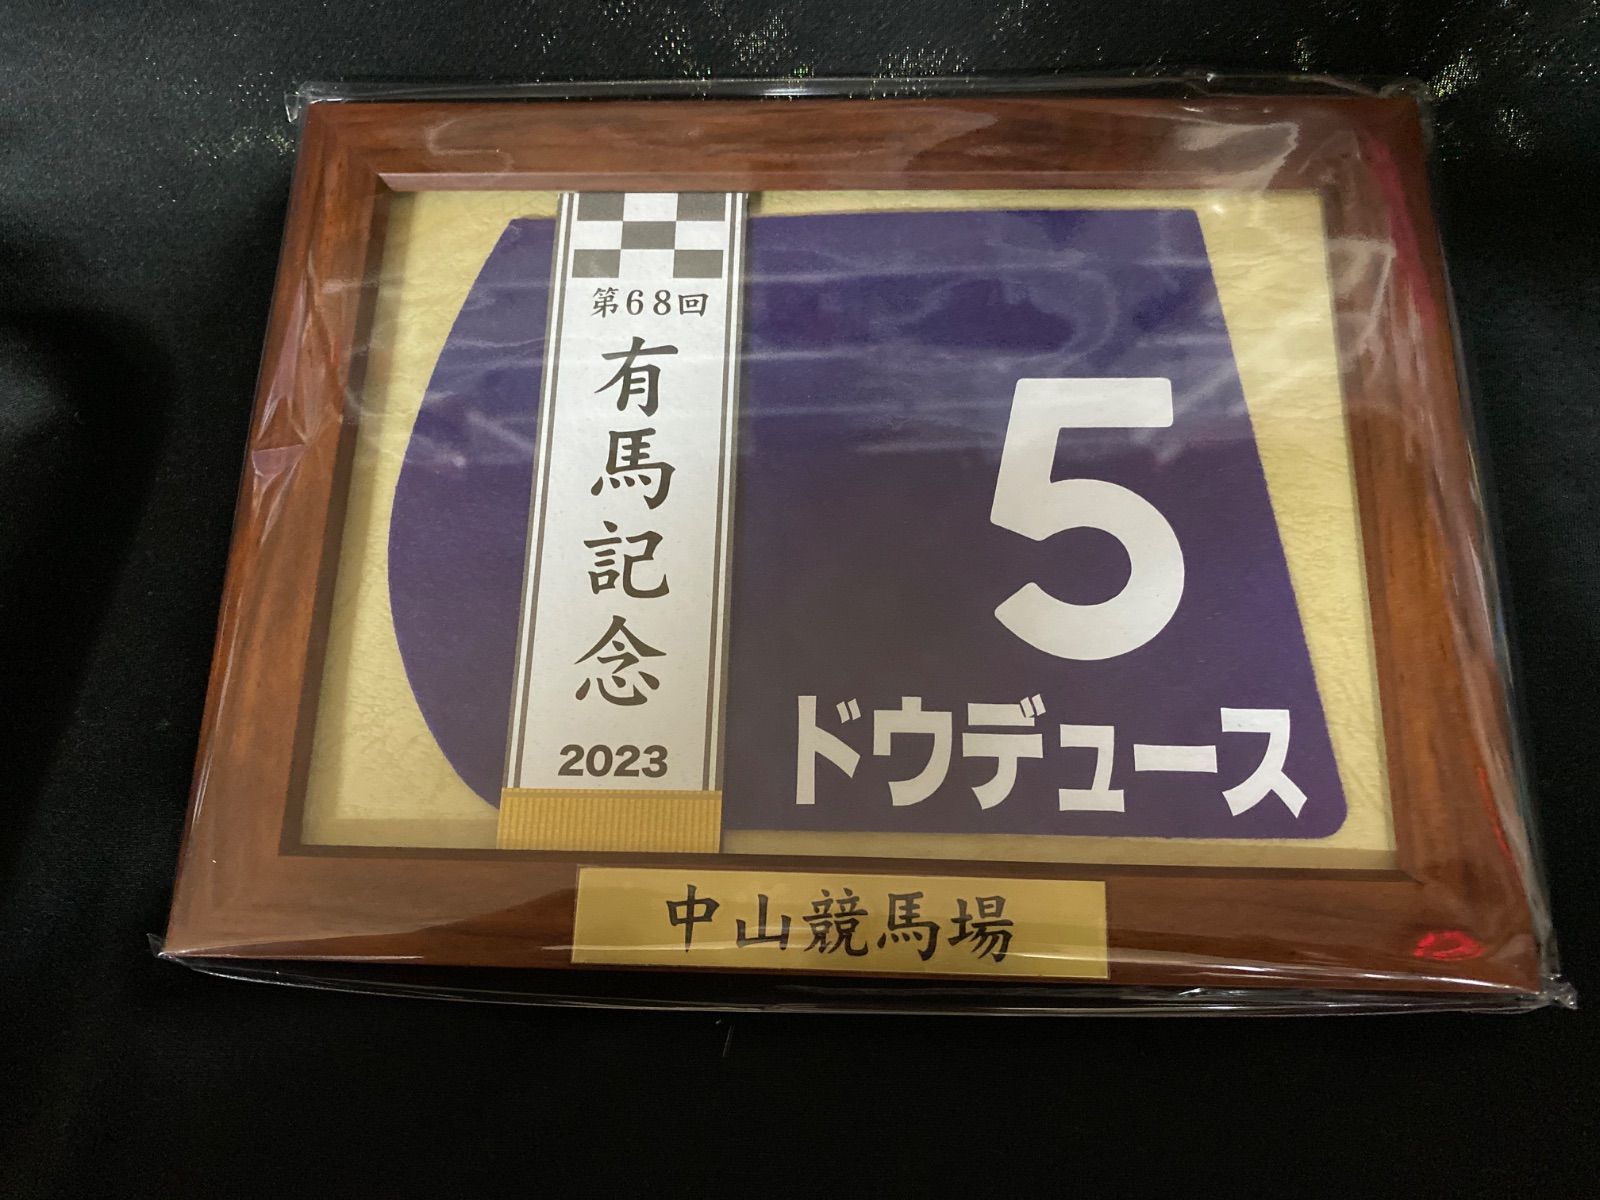 第68回
有馬記念
2023
5
ドウデュース
中山競馬場